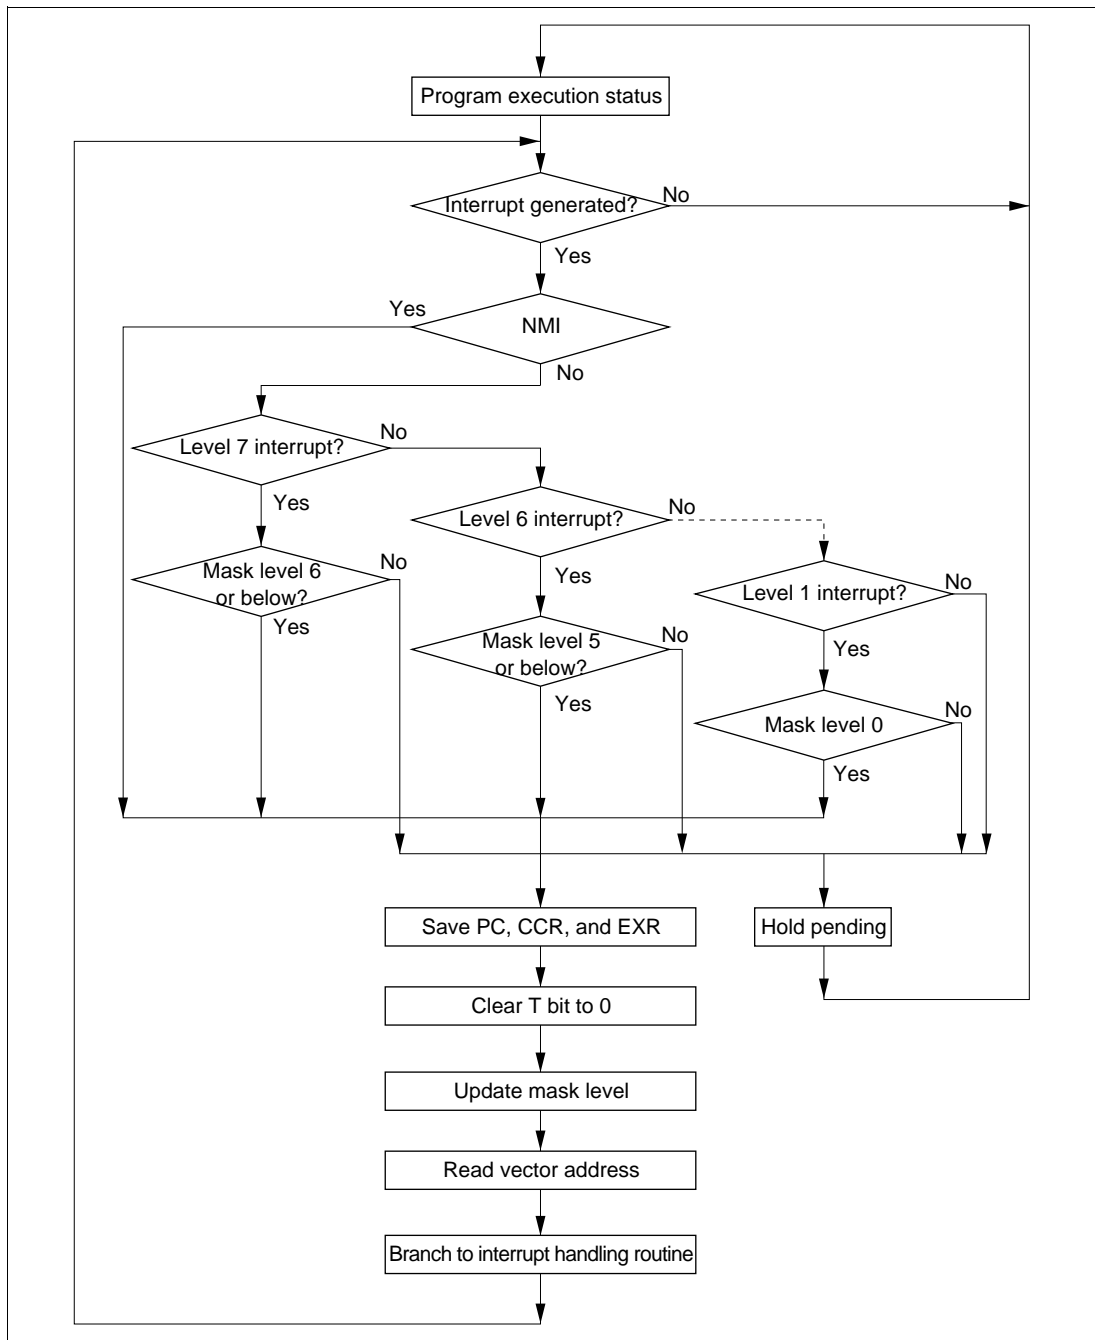 Program execution status
Interrupt generated?
No
Yes
Yes
NMI
No
Level 7 interrupt?
No
Yes
Level 6 interrupt?
No
Mask level 6
or below?
No
Yes
Yes
Level 1 interrupt?
No
Mask level 5
or below?
No
Yes
Yes
Mask level 0
No
Yes
Save PC, CCR, and EXR
Hold pending
Clear T bit to 0
Update mask level
Read vector address
Branch to interrupt handling routine